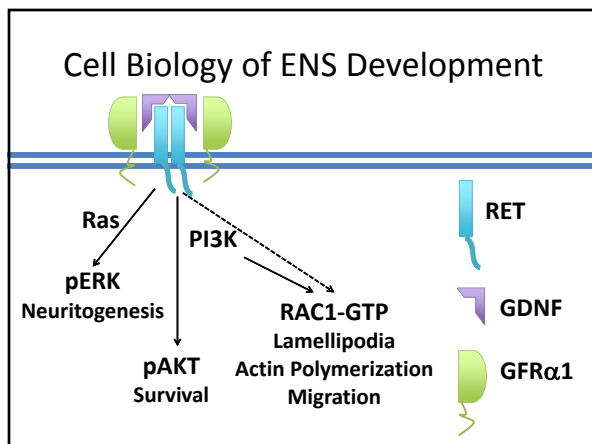 Cell Biology of ENS Development
Ras
PI3K
pERK
Neuritogenesis
pAKT
Survival
RAC1-GTP
Lamellipodia
Actin Polymerization
Migration
RET
GDNF
GFRα1